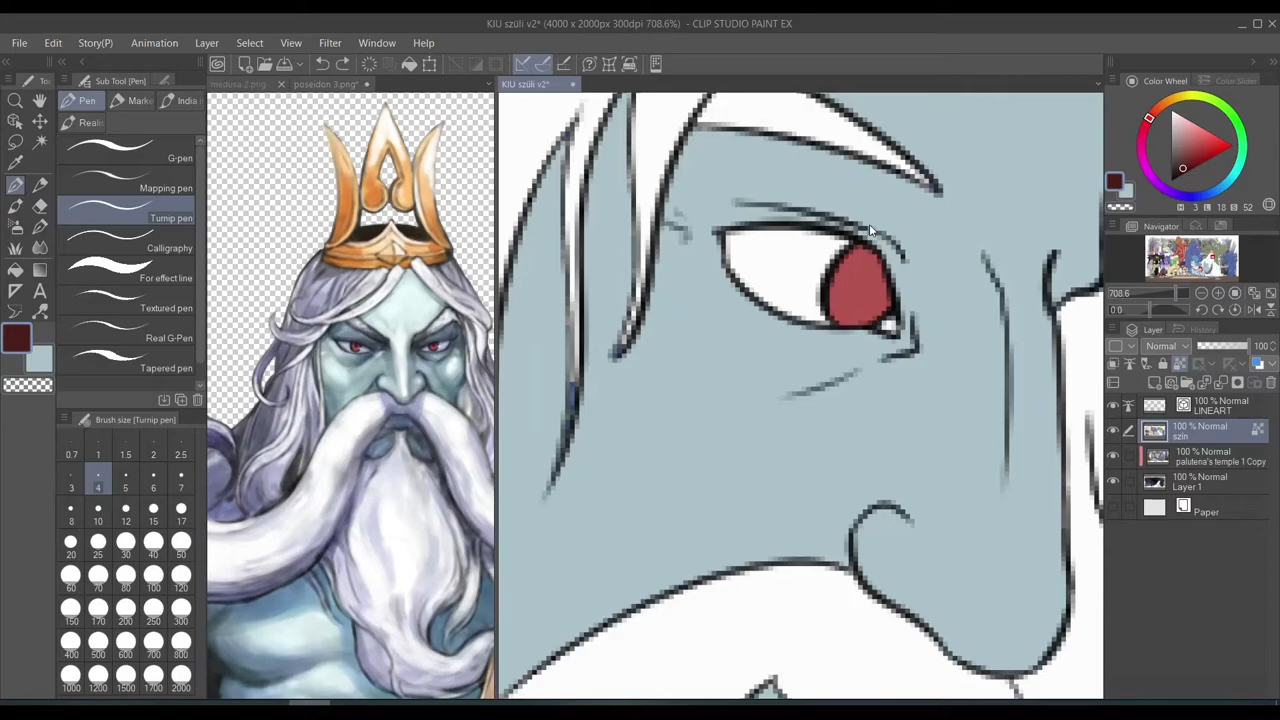 KIU szüli v2* (4000 x 2000px 300dpi 708.6%) - CLIP STUDIO PAINT EX
File Edit Story(P) Animation Layer Select View Filter Window Help
To Sub Tool [Pen]
medusa 2.png poseidon 3.png* KIU szüli v2*
Color Wheel Color Slider
Pen Marke India
Reali
G-pen
Mapping pen
Turnip pen
Calligraphy
For effect line
Textured pen
Real G-Pen
Tapered pen
H 3 S 18 V 52
Navigator
708.6
0.0
Layer History
Normal 100
100 % Normal
LINEART
100 % Normal
szín
100 % Normal
palutena's temple 1 Copy
100 % Normal
Layer 1
Paper
Brush size [Turnip pen]
0.7 1 1.5 2 2.5
3 4 5 6 7
8 10 12 15 17
20 25 30 40 50
60 70 80 100 120
150 170 200 250 300
400 500 600 700 800
1000 1200 1500 1700 2000